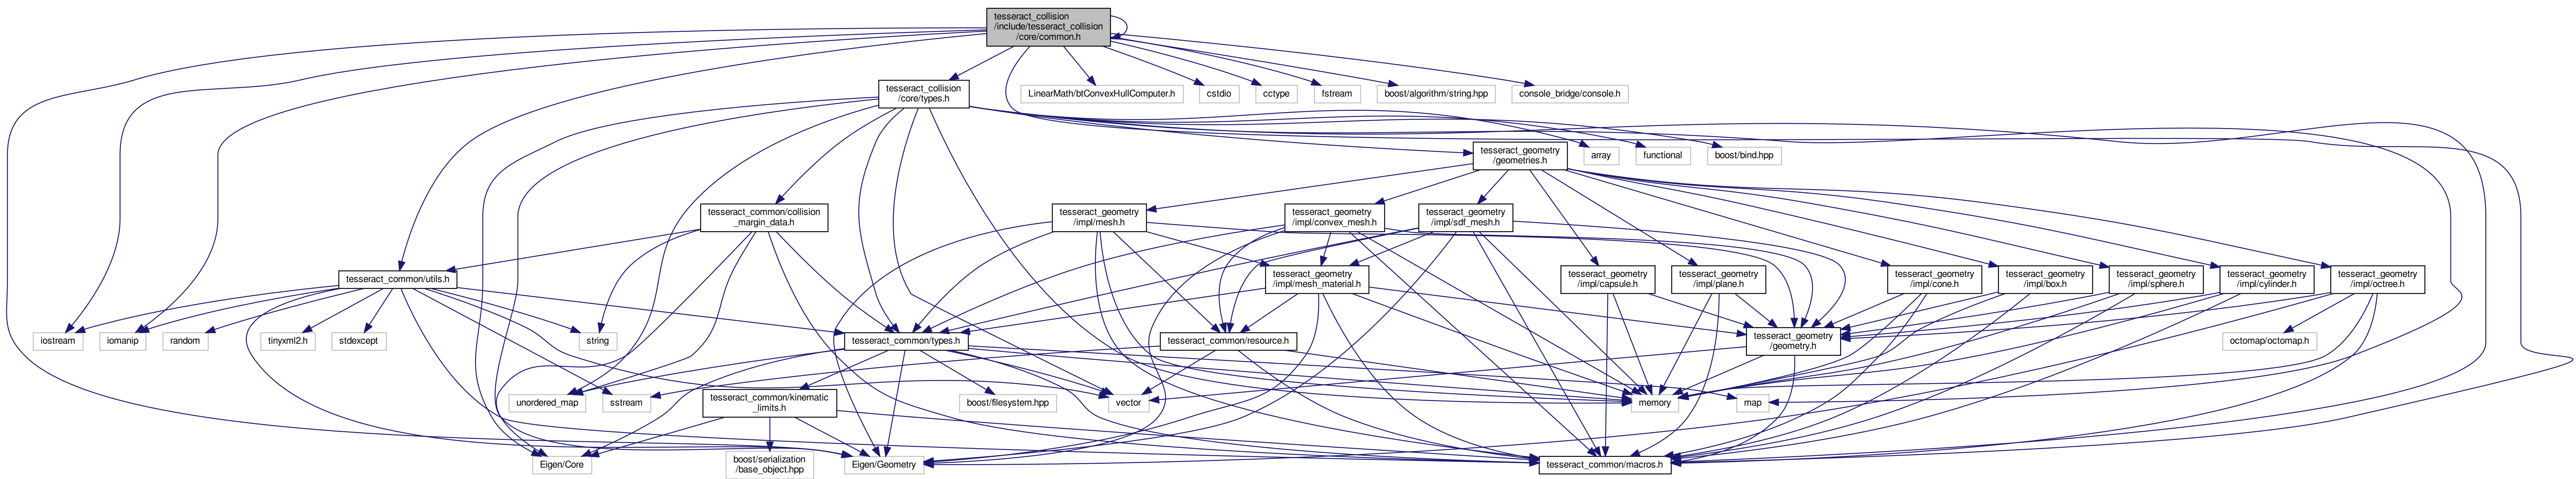 tesseract_collision
/include/tesseract_collision
/core/common.h
tesseract_collision
/core/types.h
LinearMath/btConvexHullComputer.h
cstdio
cctype
fstream
boost/algorithm/string.hpp
console_bridge/console.h
tesseract_geometry
/geometries.h
array
functional
boost/bind.hpp
tesseract_common/collision
_margin_data.h
tesseract_geometry
/impl/mesh.h
tesseract_geometry
/impl/convex_mesh.h
tesseract_geometry
/impl/sdf_mesh.h
tesseract_common/utils.h
tesseract_geometry
/impl/mesh_material.h
tesseract_geometry
/impl/capsule.h
tesseract_geometry
/impl/plane.h
tesseract_geometry
/impl/cone.h
tesseract_geometry
/impl/box.h
tesseract_geometry
/impl/sphere.h
tesseract_geometry
/impl/cylinder.h
tesseract_geometry
/impl/octree.h
iostream
iomanip
random
tinyxml2.h
stdexcept
string
tesseract_common/types.h
tesseract_common/resource.h
tesseract_geometry
/geometry.h
octomap/octomap.h
unordered_map
sstream
tesseract_common/kinematic
_limits.h
boost/filesystem.hpp
vector
memory
map
Eigen/Core
boost/serialization
/base_object.hpp
Eigen/Geometry
tesseract_common/macros.h